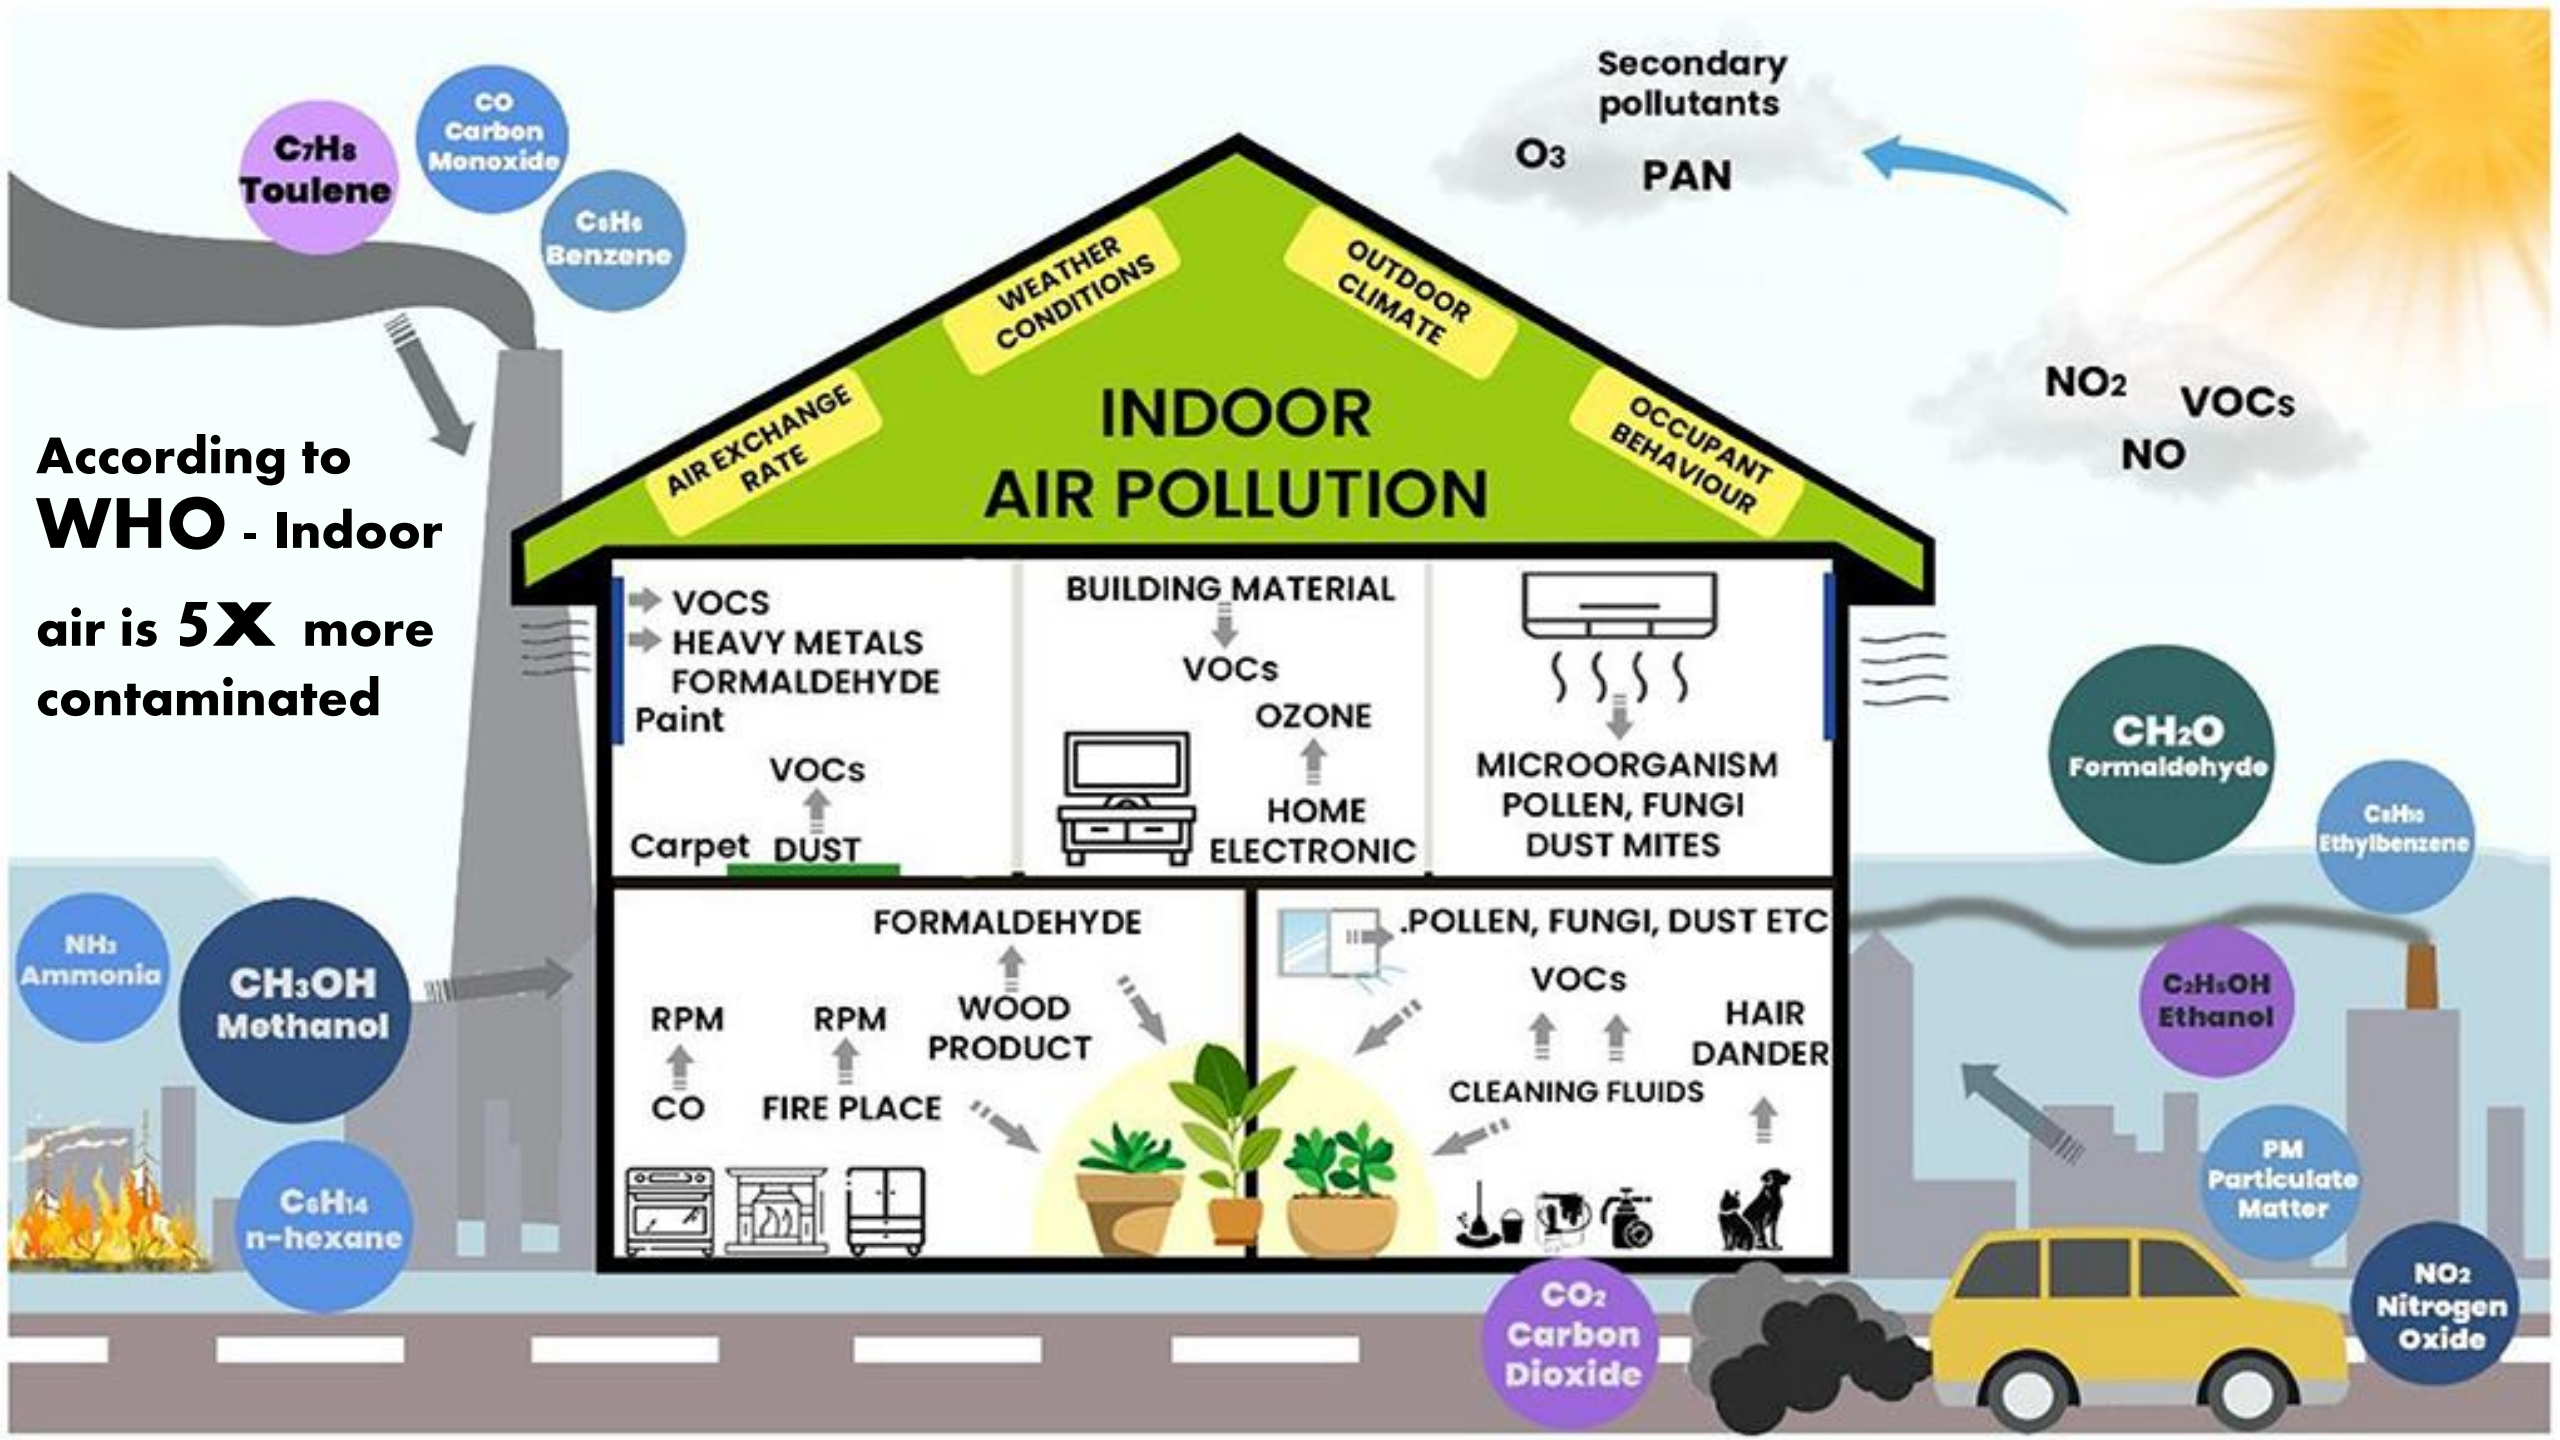 Secondary
pollutants
O3
PAN
C7H8
Toulene
CO
Carbon
Monoxide
C6H6
Benzene
NO2
VOCs
NO
According to
WHO - Indoor
air is 5X more
contaminated
WEATHER
CONDITIONS
OUTDOOR
CLIMATE
AIR EXCHANGE
RATE
OCCUPANT
BEHAVIOUR
INDOOR
AIR POLLUTION
VOCS
HEAVY METALS
FORMALDEHYDE
Paint
VOCs
Carpet DUST
BUILDING MATERIAL
VOCs
OZONE
HOME
ELECTRONIC
MICROORGANISM
POLLEN, FUNGI
DUST MITES
FORMALDEHYDE
WOOD
PRODUCT
RPM
CO
RPM
FIRE PLACE
.POLLEN, FUNGI, DUST ETC
VOCs
CLEANING FLUIDS
HAIR
DANDER
NH3
Ammonia
CH3OH
Methanol
C6H14
n-hexane
CH2O
Formaldehyde
C8H10
Ethylbenzene
C2H5OH
Ethanol
PM
Particulate
Matter
NO2
Nitrogen
Oxide
CO2
Carbon
Dioxide